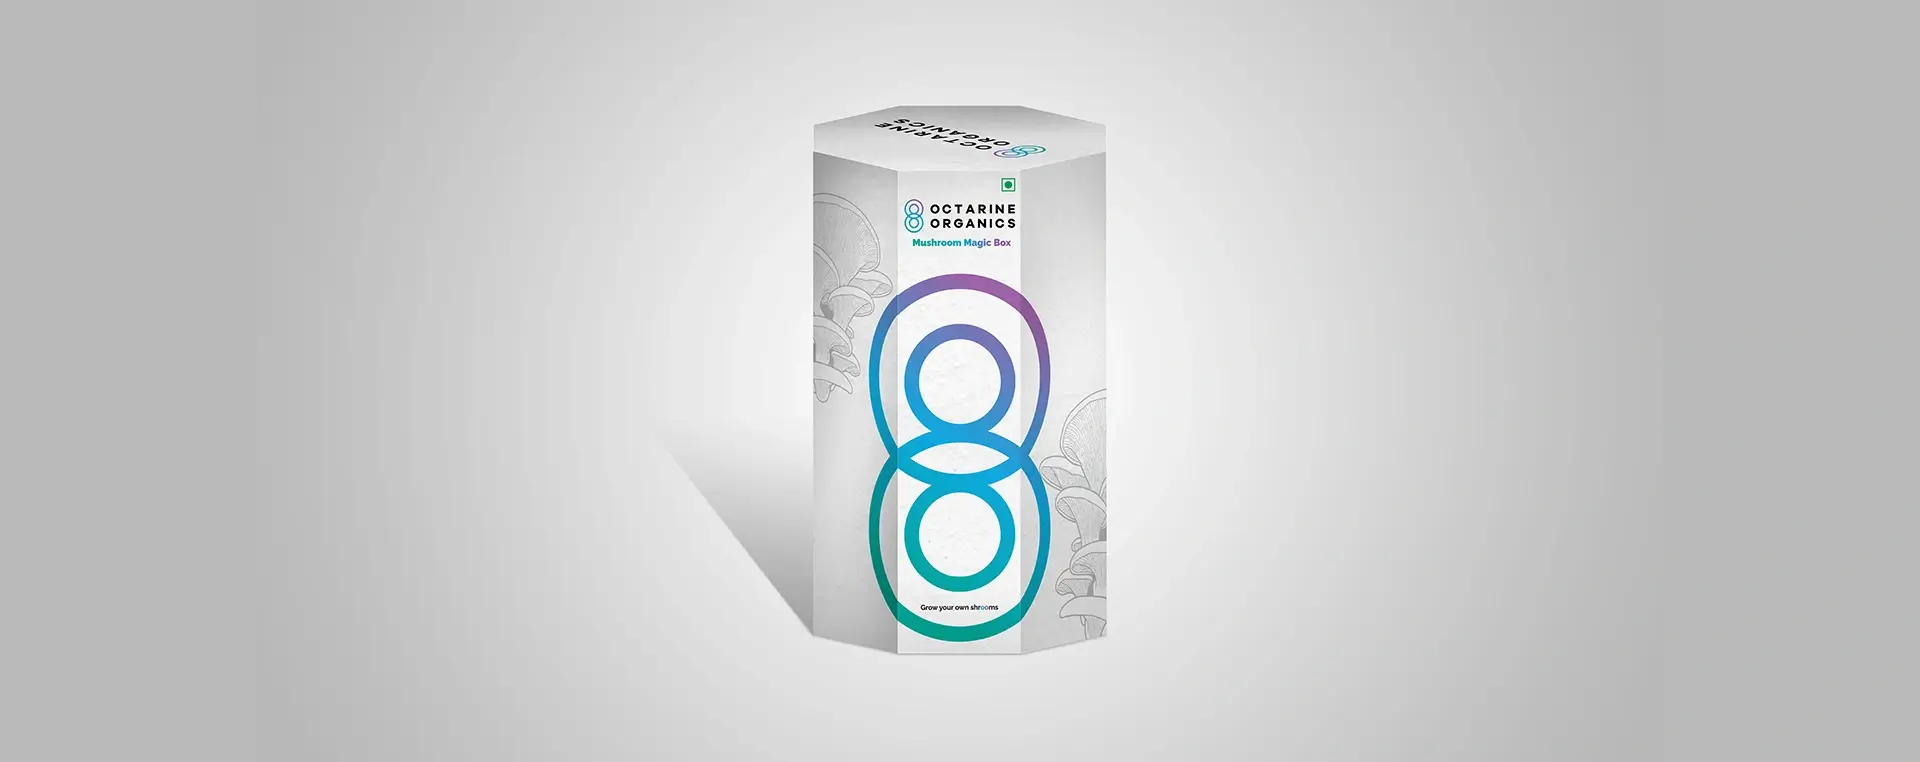 OCTARINE
ORGANICS
OCTARINE
ORGANICS
Mushroom Magic Box
Grow your own shrooms